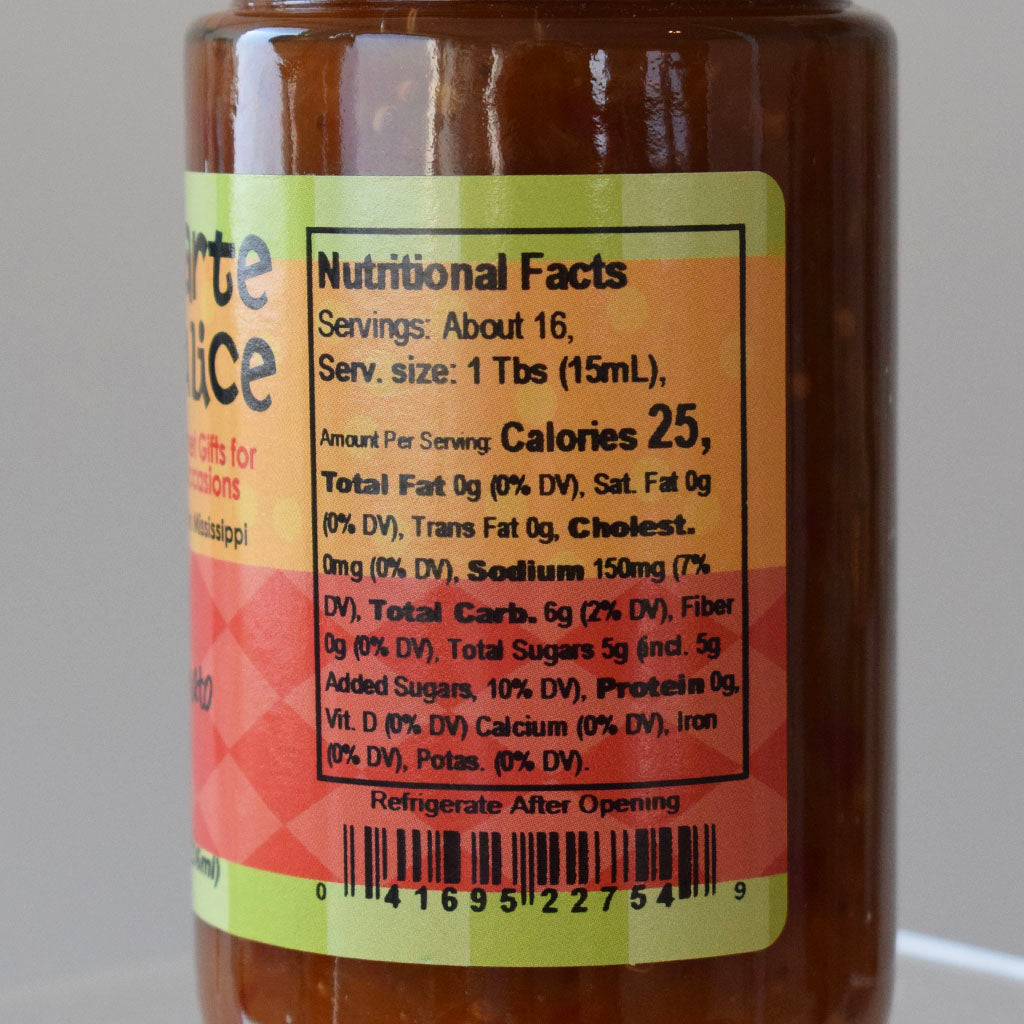 Nutritional Facts
Servings: About 16,
Serv. size: 1 Tbs (15mL),
Amount Per Serving: Calories 25,
Total Fat 0g (0% DV), Sat. Fat 0g
(0% DV), Trans Fat 0g, Cholest.
0mg (0% DV), Sodium 150mg (7%
DV), Total Carb. 6g (2% DV), Fiber
0g (0% DV), Total Sugars 5g (incl. 5g
Added Sugars, 10% DV), Protein 0g,
Vit. D (0% DV) Calcium (0% DV), Iron
(0% DV), Potas. (0% DV).
Refrigerate After Opening
0 41695 22754 9
Gifts for
Mississippi